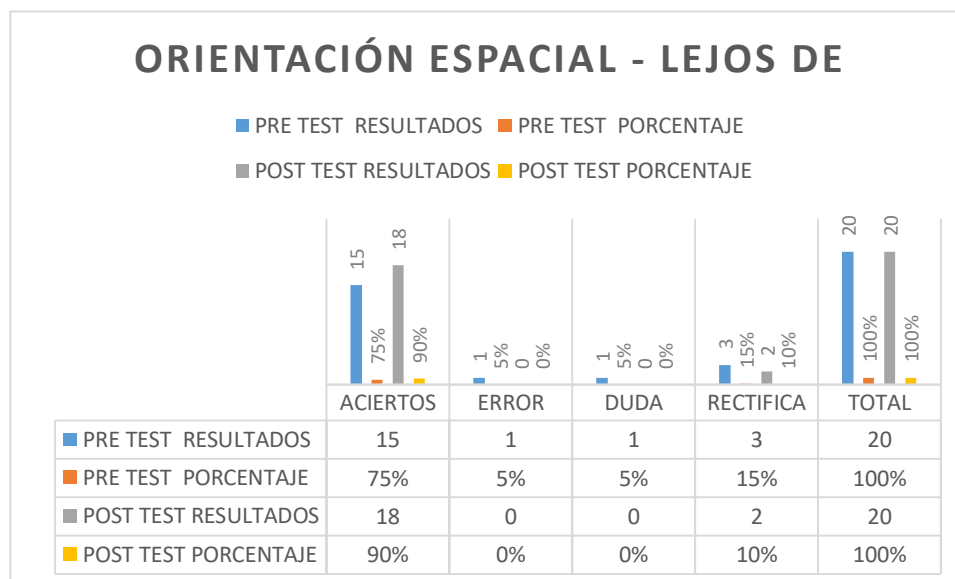 ORIENTACIÓN ESPACIAL - LEJOS DE
PRE TEST RESULTADOS PRE TEST PORCENTAJE
POST TEST RESULTADOS POST TEST PORCENTAJE
15 75% 18 90% 1 5% 0 0% 1 5% 0 0% 3 15% 2 10% 20 100% 20 100%
ACIERTOS ERROR DUDA RECTIFICA TOTAL
PRE TEST RESULTADOS 15 1 1 3 20
PRE TEST PORCENTAJE 75% 5% 5% 15% 100%
POST TEST RESULTADOS 18 0 0 2 20
POST TEST PORCENTAJE 90% 0% 0% 10% 100%